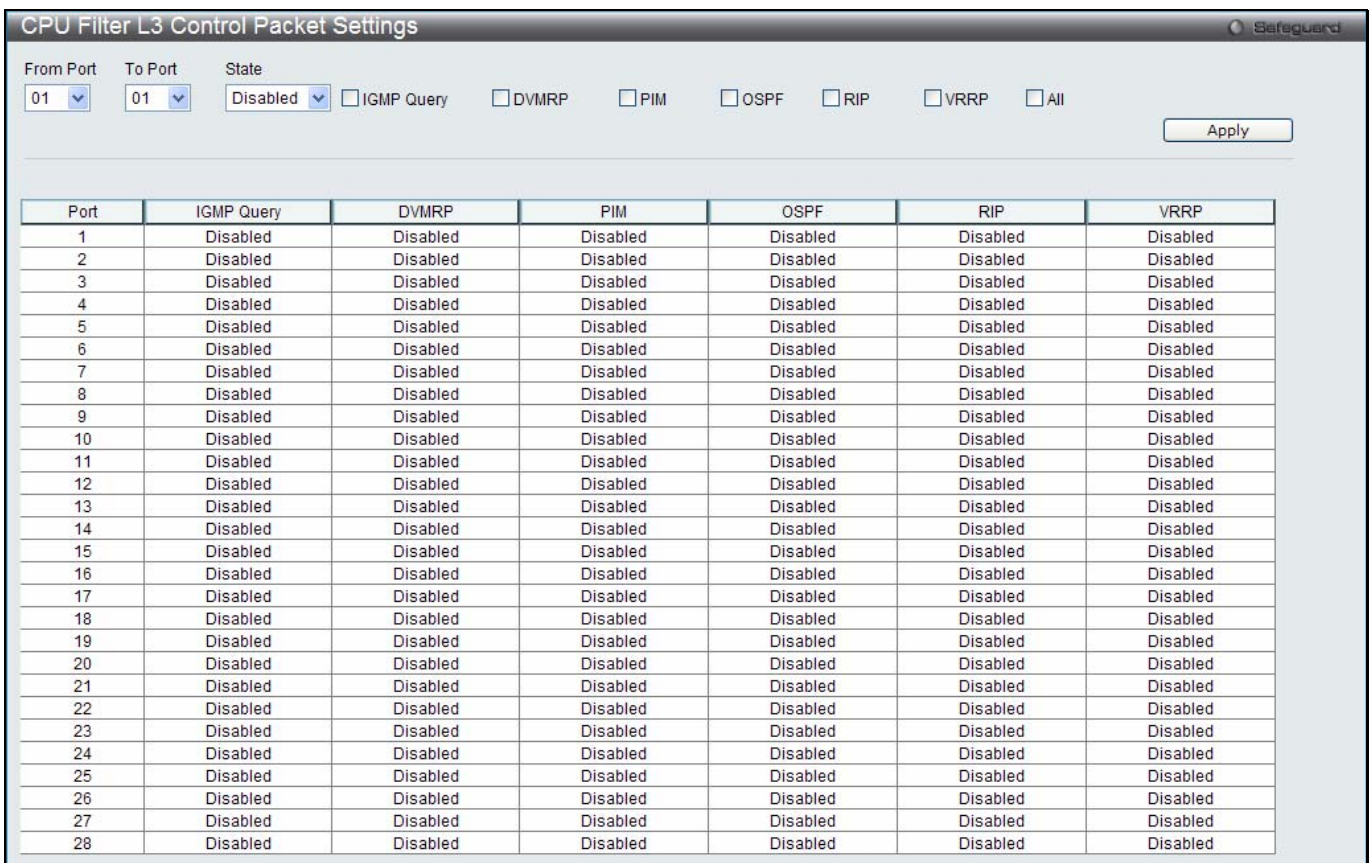 CPU Filter L3 Control Packet Settings Safeguard
From Port To Port State
01 01 Disabled IGMP Query DVMRP PIM OSPF RIP VRRP All
Apply
Port IGMP Query DVMRP PIM OSPF RIP VRRP
1 Disabled Disabled Disabled Disabled Disabled Disabled
2 Disabled Disabled Disabled Disabled Disabled Disabled
3 Disabled Disabled Disabled Disabled Disabled Disabled
4 Disabled Disabled Disabled Disabled Disabled Disabled
5 Disabled Disabled Disabled Disabled Disabled Disabled
6 Disabled Disabled Disabled Disabled Disabled Disabled
7 Disabled Disabled Disabled Disabled Disabled Disabled
8 Disabled Disabled Disabled Disabled Disabled Disabled
9 Disabled Disabled Disabled Disabled Disabled Disabled
10 Disabled Disabled Disabled Disabled Disabled Disabled
11 Disabled Disabled Disabled Disabled Disabled Disabled
12 Disabled Disabled Disabled Disabled Disabled Disabled
13 Disabled Disabled Disabled Disabled Disabled Disabled
14 Disabled Disabled Disabled Disabled Disabled Disabled
15 Disabled Disabled Disabled Disabled Disabled Disabled
16 Disabled Disabled Disabled Disabled Disabled Disabled
17 Disabled Disabled Disabled Disabled Disabled Disabled
18 Disabled Disabled Disabled Disabled Disabled Disabled
19 Disabled Disabled Disabled Disabled Disabled Disabled
20 Disabled Disabled Disabled Disabled Disabled Disabled
21 Disabled Disabled Disabled Disabled Disabled Disabled
22 Disabled Disabled Disabled Disabled Disabled Disabled
23 Disabled Disabled Disabled Disabled Disabled Disabled
24 Disabled Disabled Disabled Disabled Disabled Disabled
25 Disabled Disabled Disabled Disabled Disabled Disabled
26 Disabled Disabled Disabled Disabled Disabled Disabled
27 Disabled Disabled Disabled Disabled Disabled Disabled
28 Disabled Disabled Disabled Disabled Disabled Disabled